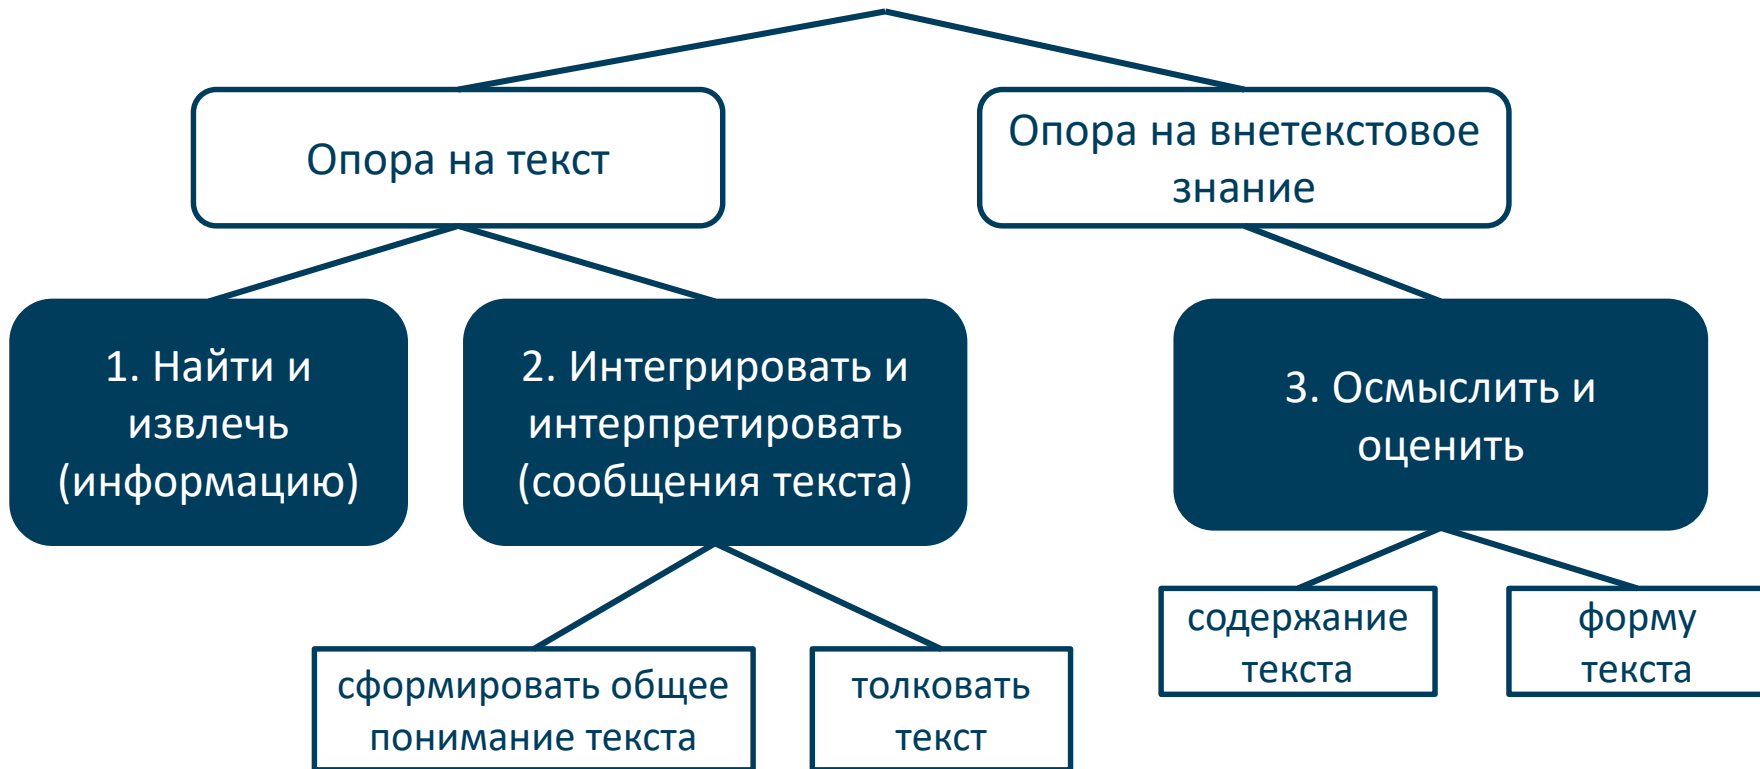 Опора на текст
Опора на внетекстовое
знание
1. Найти и
извлечь
(информацию)
2. Интегрировать и
интерпретировать
(сообщения текста)
3. Осмыслить и
оценить
сформировать общее
понимание текста
толковать
текст
содержание
текста
форму
текста